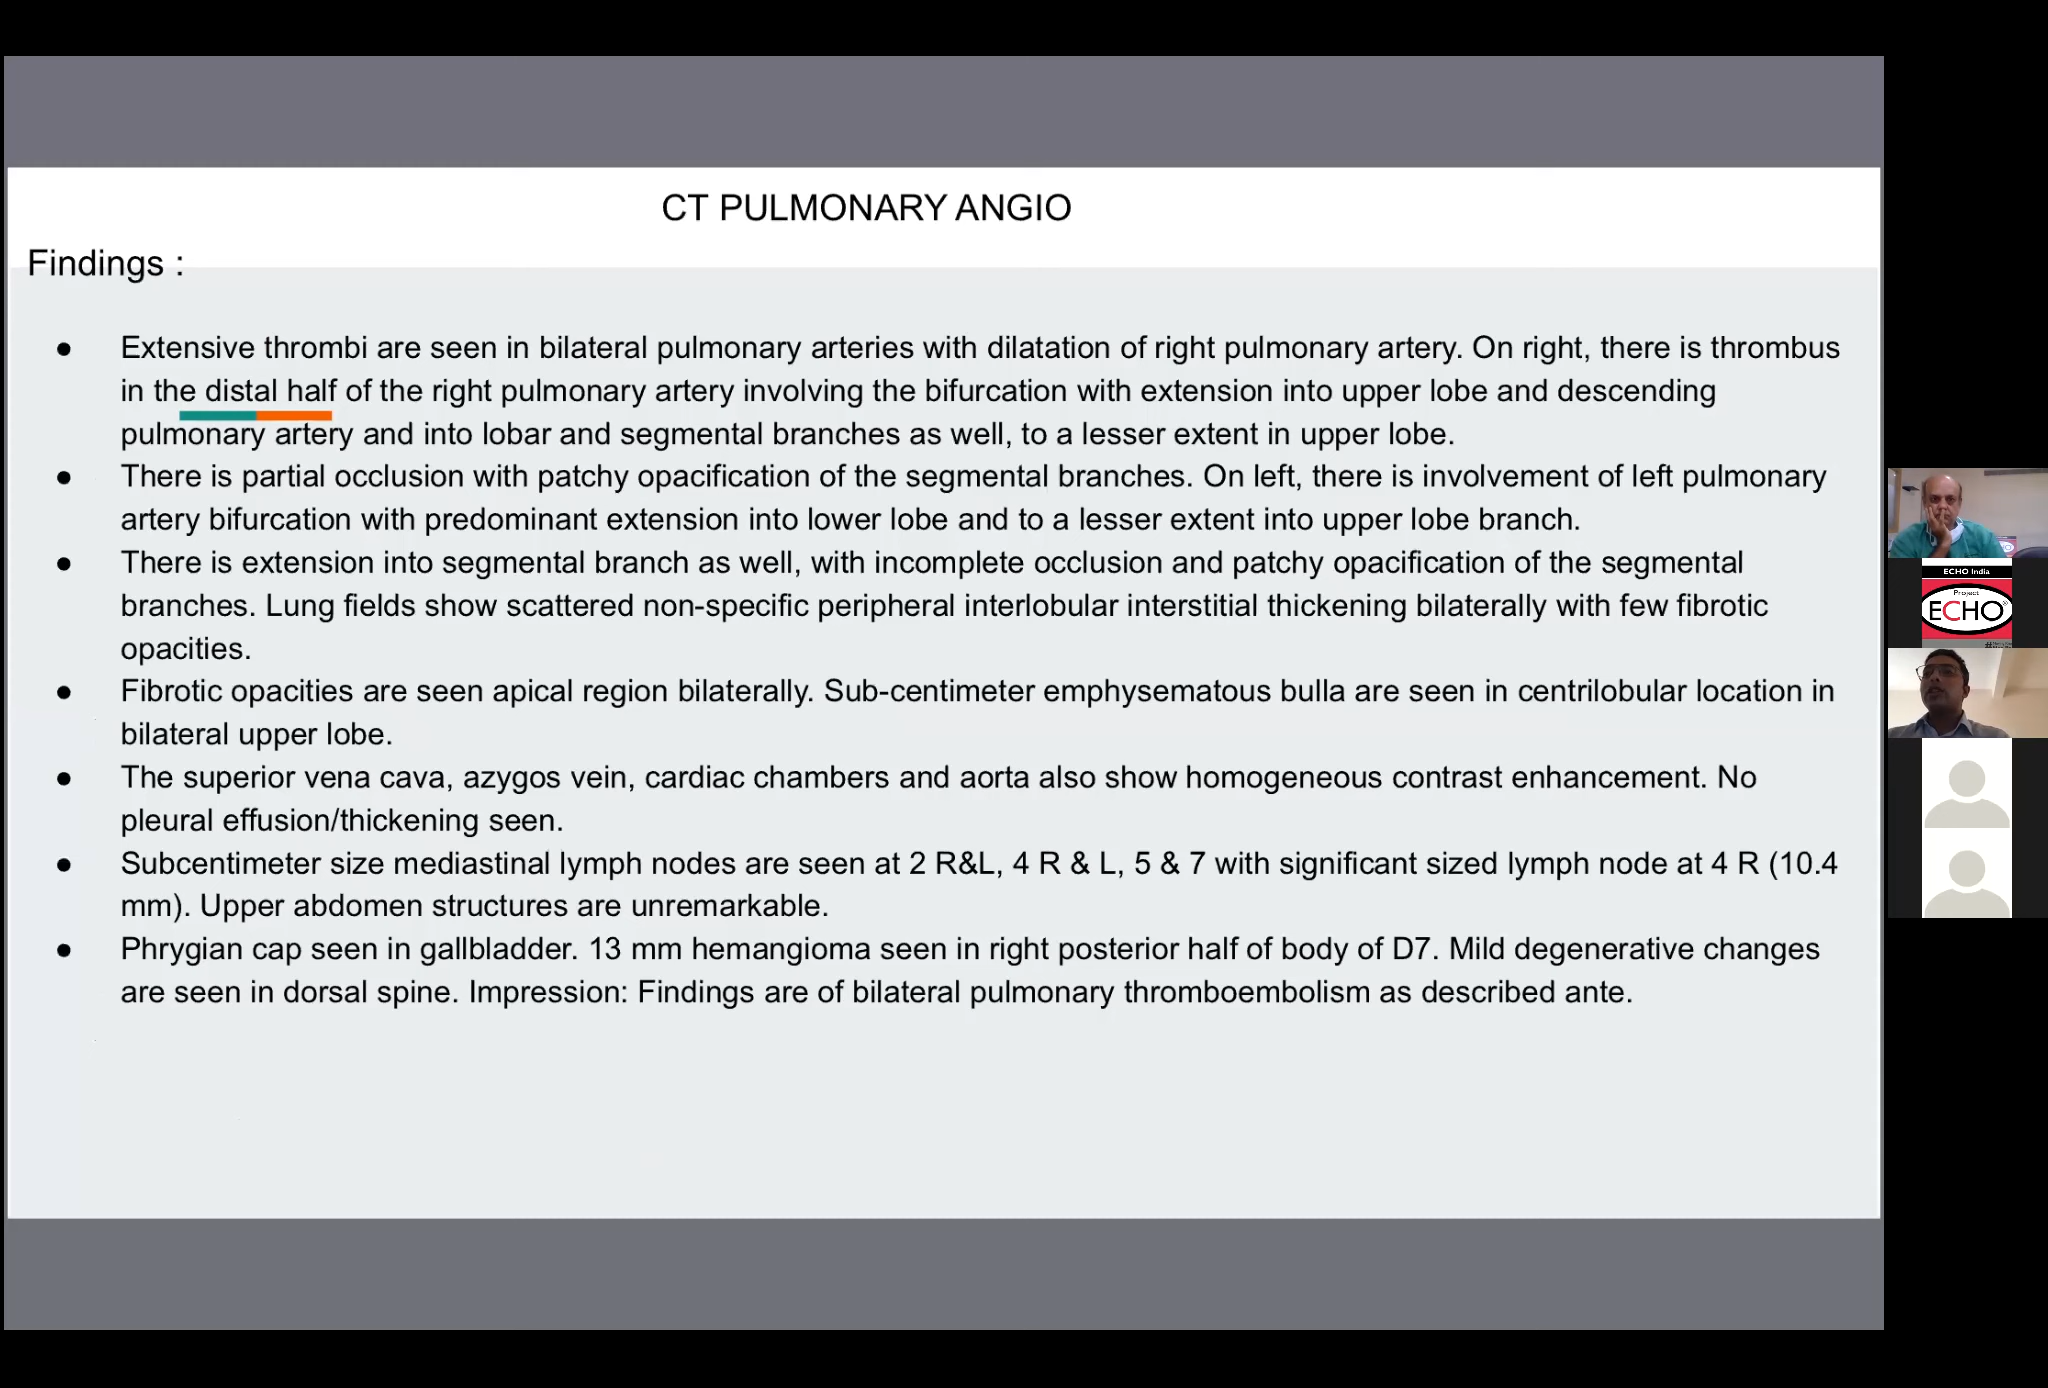 CT PULMONARY ANGIO
Findings :
● Extensive thrombi are seen in bilateral pulmonary arteries with dilatation of right pulmonary artery. On right, there is thrombus
in the distal half of the right pulmonary artery involving the bifurcation with extension into upper lobe and descending
pulmonary artery and into lobar and segmental branches as well, to a lesser extent in upper lobe.
● There is partial occlusion with patchy opacification of the segmental branches. On left, there is involvement of left pulmonary
artery bifurcation with predominant extension into lower lobe and to a lesser extent into upper lobe branch.
● There is extension into segmental branch as well, with incomplete occlusion and patchy opacification of the segmental
branches. Lung fields show scattered non-specific peripheral interlobular interstitial thickening bilaterally with few fibrotic
opacities.
● Fibrotic opacities are seen apical region bilaterally. Sub-centimeter emphysematous bulla are seen in centrilobular location in
bilateral upper lobe.
● The superior vena cava, azygos vein, cardiac chambers and aorta also show homogeneous contrast enhancement. No
pleural effusion/thickening seen.
● Subcentimeter size mediastinal lymph nodes are seen at 2 R&L, 4 R & L, 5 & 7 with significant sized lymph node at 4 R (10.4
mm). Upper abdomen structures are unremarkable.
● Phrygian cap seen in gallbladder. 13 mm hemangioma seen in right posterior half of body of D7. Mild degenerative changes
are seen in dorsal spine. Impression: Findings are of bilateral pulmonary thromboembolism as described ante.
ECHO India
Project
ECHO®